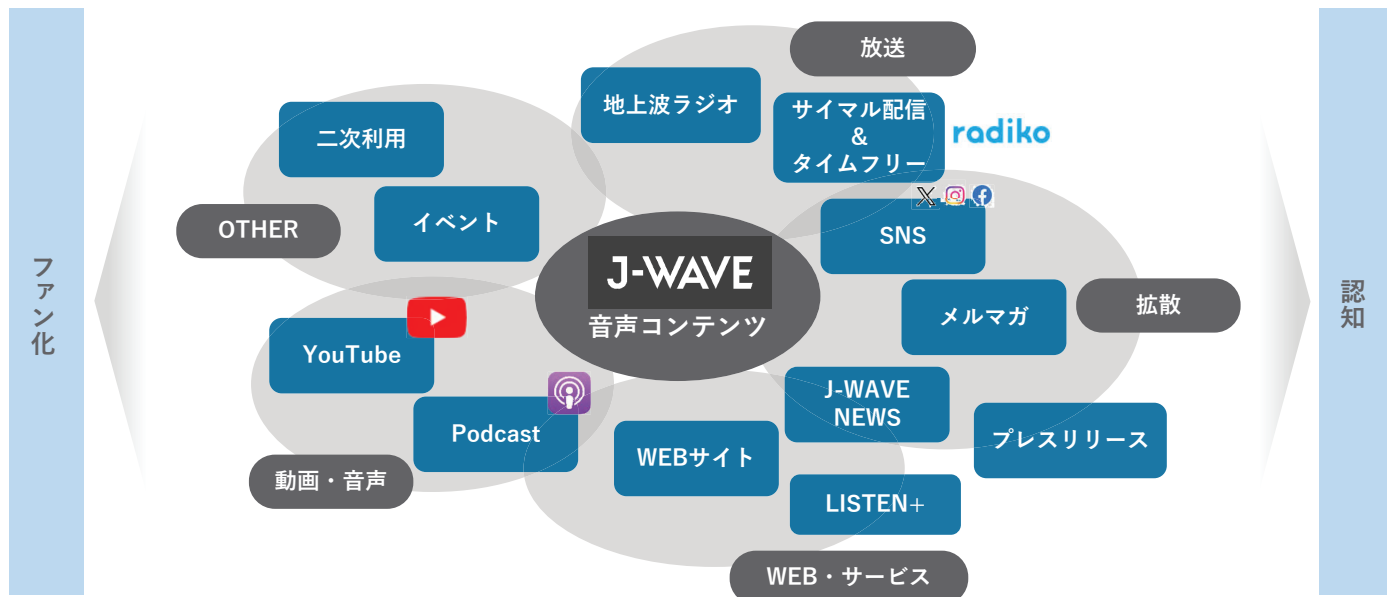 放送
地上波ラジオ
サイマル配信
&
タイムフリー
radiko
二次利用
イベント
OTHER
SNS
メルマガ
拡散
J-WAVE
音声コンテンツ
ファン化
認知
YouTube
Podcast
動画・音声
J-WAVE
NEWS
プレスリリース
WEBサイト
LISTEN+
WEB・サービス